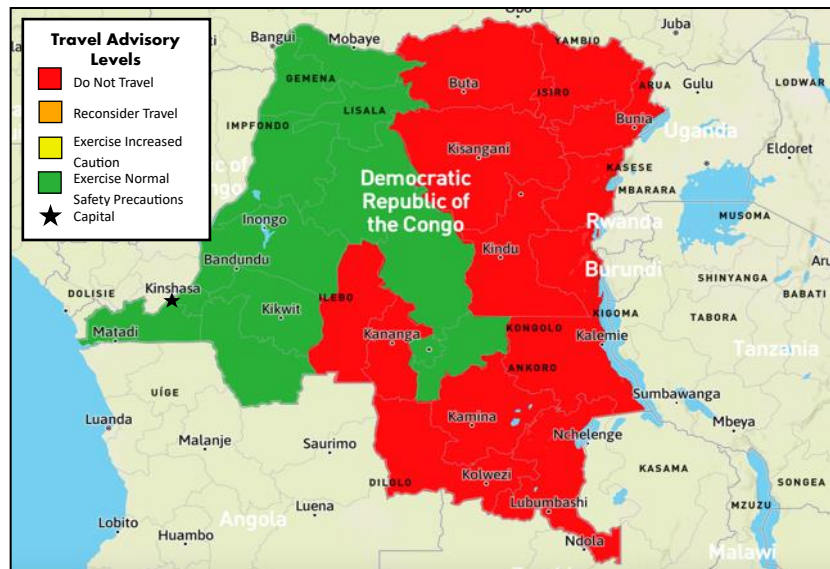 Travel Advisory
Levels
Do Not Travel
Reconsider Travel
Exercise Increased
Caution
Exercise Normal
Safety Precautions
Capital
Juba
Bangui
Mobaye
YAMBIO
GEMENA
Buta
ISIRO
ARUA
Gulu
LODWAR
LISALA
IMPFONDO
Bunia
Uganda
Kisangani
Eldoret
KASESE
Democratic
Republic of
the Congo
MBARARA
Inongo
MUSOMA
Rwanda
Kindu
Bandundu
Burundi
SHINYANGA
Kinshasa
DOLISIE
ILEBO
BABATI
Kikwit
KIGOMA
TABORA
Matadi
Kananga
KONGOLO
Kalemie
Tanzania
ANKORO
UÍGE
Sumbawanga
Luanda
Kamina
Mbeya
Malanje
Saurimo
Nchelenge
KASAMA
Kolwezi
DILOLO
SONGEA
Lubumbashi
MZUZU
Luena
Angola
Lobito
Huambo
Ndola
Malawi